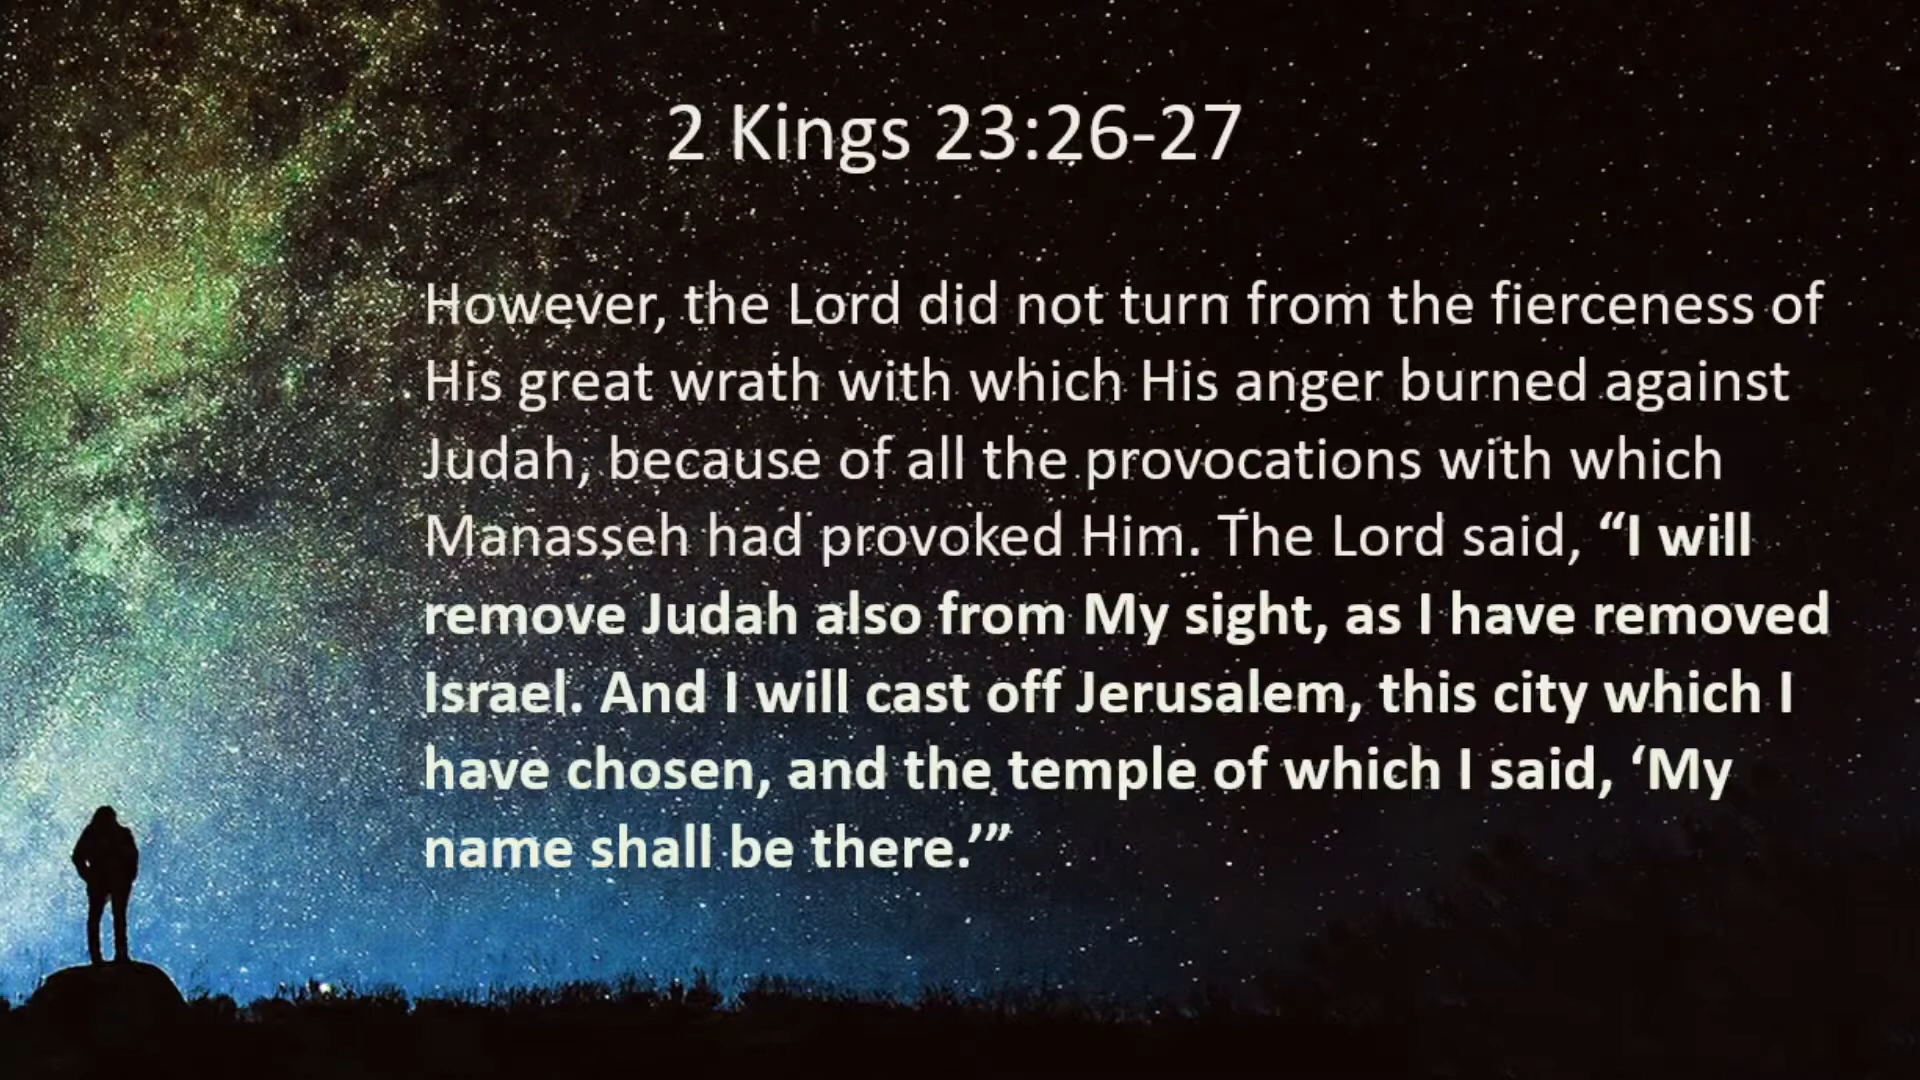 2 Kings 23:26-27
However, the Lord did not turn from the fierceness of
His great wrath with which His anger burned against
Judah, because of all the provocations with which
Manasseh had provoked Him. The Lord said, “I will
remove Judah also from My sight, as I have removed
Israel. And I will cast off Jerusalem, this city which I
have chosen, and the temple of which I said, ‘My
name shall be there.’”